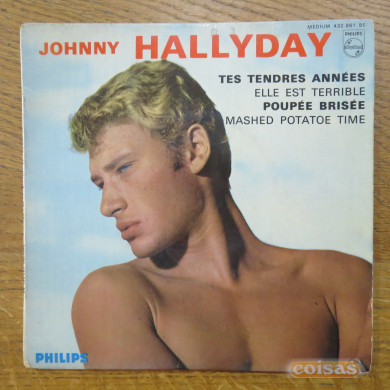 MEDIUM 432.861 BE
PHILIPS
JOHNNY HALLYDAY
TES TENDRES ANNÉES
ELLE EST TERRIBLE
POUPÉE BRISÉE
MASHED POTATOE TIME
PHILIPS
coisas